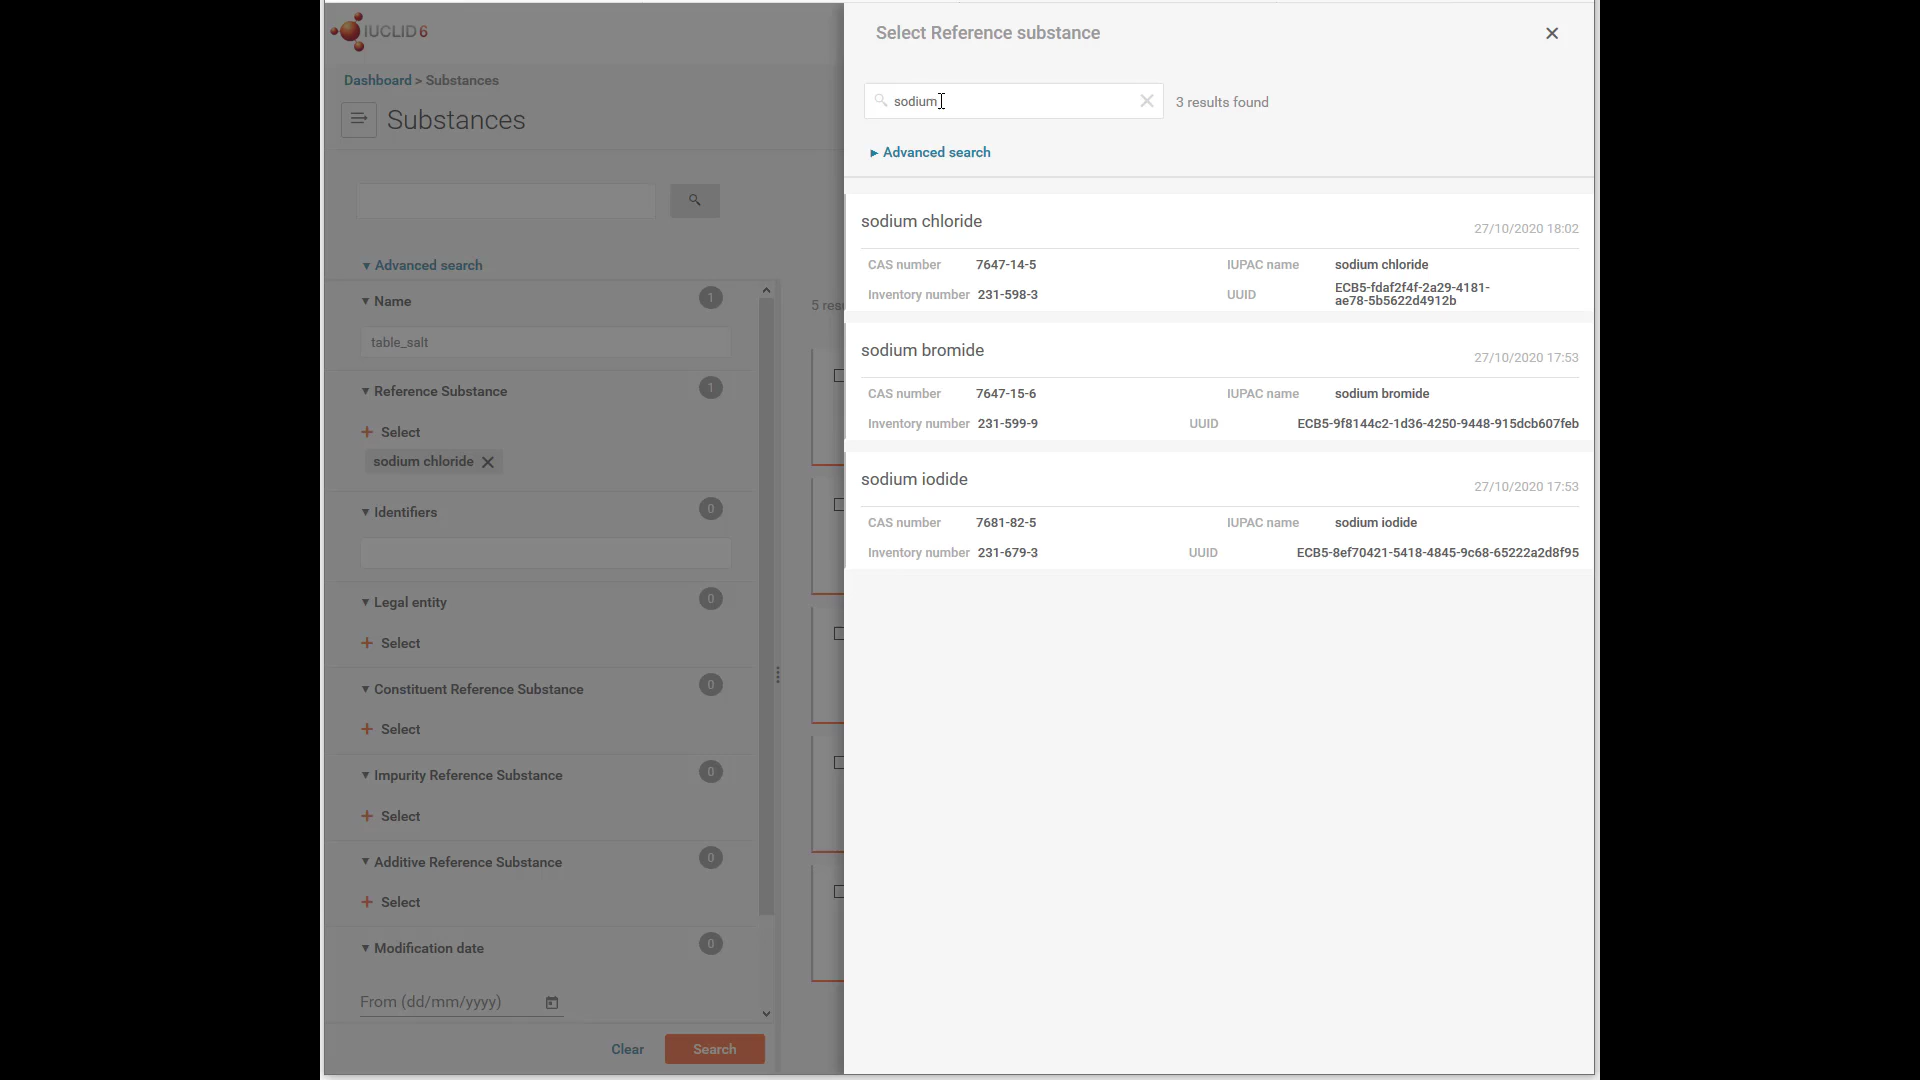 IUCLID 6
Dashboard > Substances
Substances
Advanced search
Name
1
table_salt
Reference Substance
1
+ Select
sodium chloride
Identifiers
0
Legal entity
0
+ Select
Constituent Reference Substance
0
+ Select
Impurity Reference Substance
0
+ Select
Additive Reference Substance
0
+ Select
Modification date
0
From (dd/mm/yyyy)
Clear
Search
5
Select Reference substance
sodium
3 results found
Advanced search
sodium chloride
27/10/2020 18:02
CAS number 7647-14-5 IUPAC name sodium chloride
Inventory number 231-598-3 UUID ECB5-fdaf2f4f-2a29-4181-
ae78-5b5622d4912b
sodium bromide
27/10/2020 17:53
CAS number 7647-15-6 IUPAC name sodium bromide
Inventory number 231-599-9 UUID ECB5-9f8144c2-1d36-4250-9448-915dcb607feb
sodium iodide
27/10/2020 17:53
CAS number 7681-82-5 IUPAC name sodium iodide
Inventory number 231-679-3 UUID ECB5-8ef70421-5418-4845-9c68-65222a2d8f95